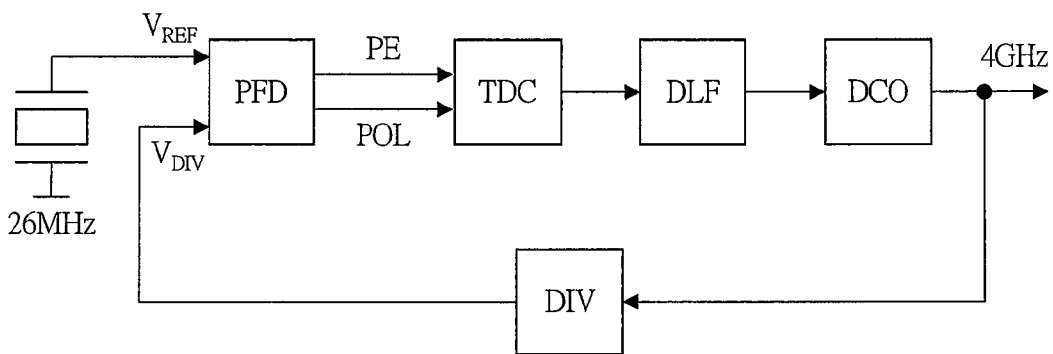 V_REF
PE
4GHz
PFD
TDC
DLF
DCO
POL
V_DIV
26MHz
DIV